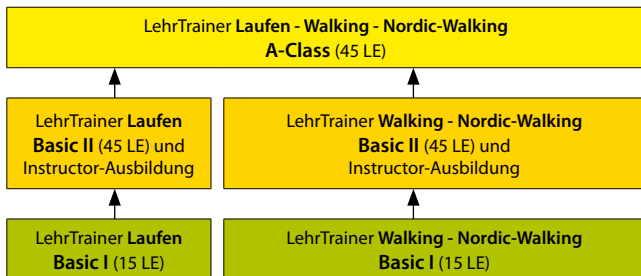 LehrTrainer Laufen - Walking - Nordic-Walking
A-Class (45 LE)
LehrTrainer Laufen
Basic II (45 LE) und
Instructor-Ausbildung
LehrTrainer Walking - Nordic-Walking
Basic II (45 LE) und
Instructor-Ausbildung
LehrTrainer Laufen
Basic I (15 LE)
LehrTrainer Walking - Nordic-Walking
Basic I (15 LE)